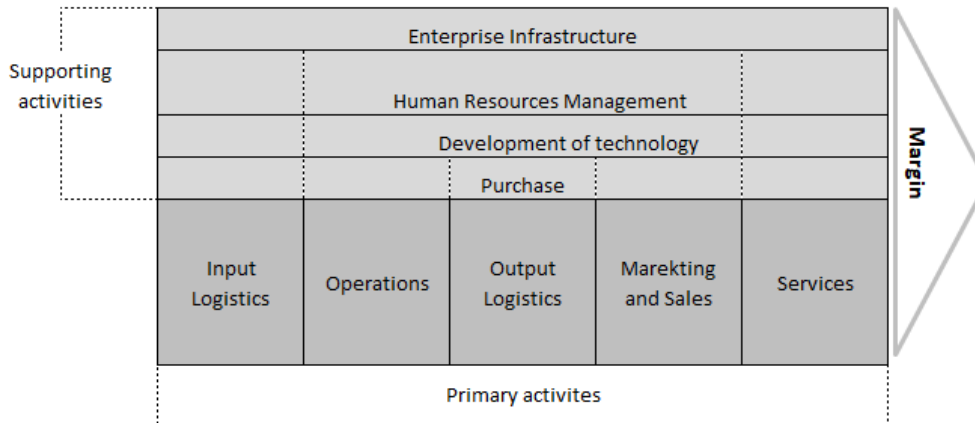 Enterprise Infrastructure
Supporting
activities
Human Resources Management
Development of technology
Purchase
Margin
Input
Logistics
Operations
Output
Logistics
Marekting
and Sales
Services
Primary activites